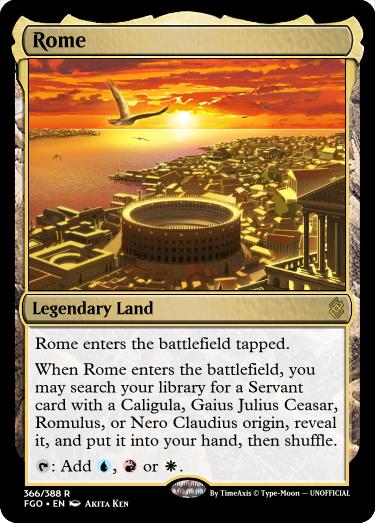 Rome
Legendary Land
Rome enters the battlefield tapped.
When Rome enters the battlefield, you
may search your library for a Servant
card with a Caligula, Gaius Julius Ceasar,
Romulus, or Nero Claudius origin, reveal
it, and put it into your hand, then shuffle.
: Add , or .
366/388 R
FGO • EN Akita Ken
By TimeAxis © Type-Moon — UNOFFICIAL